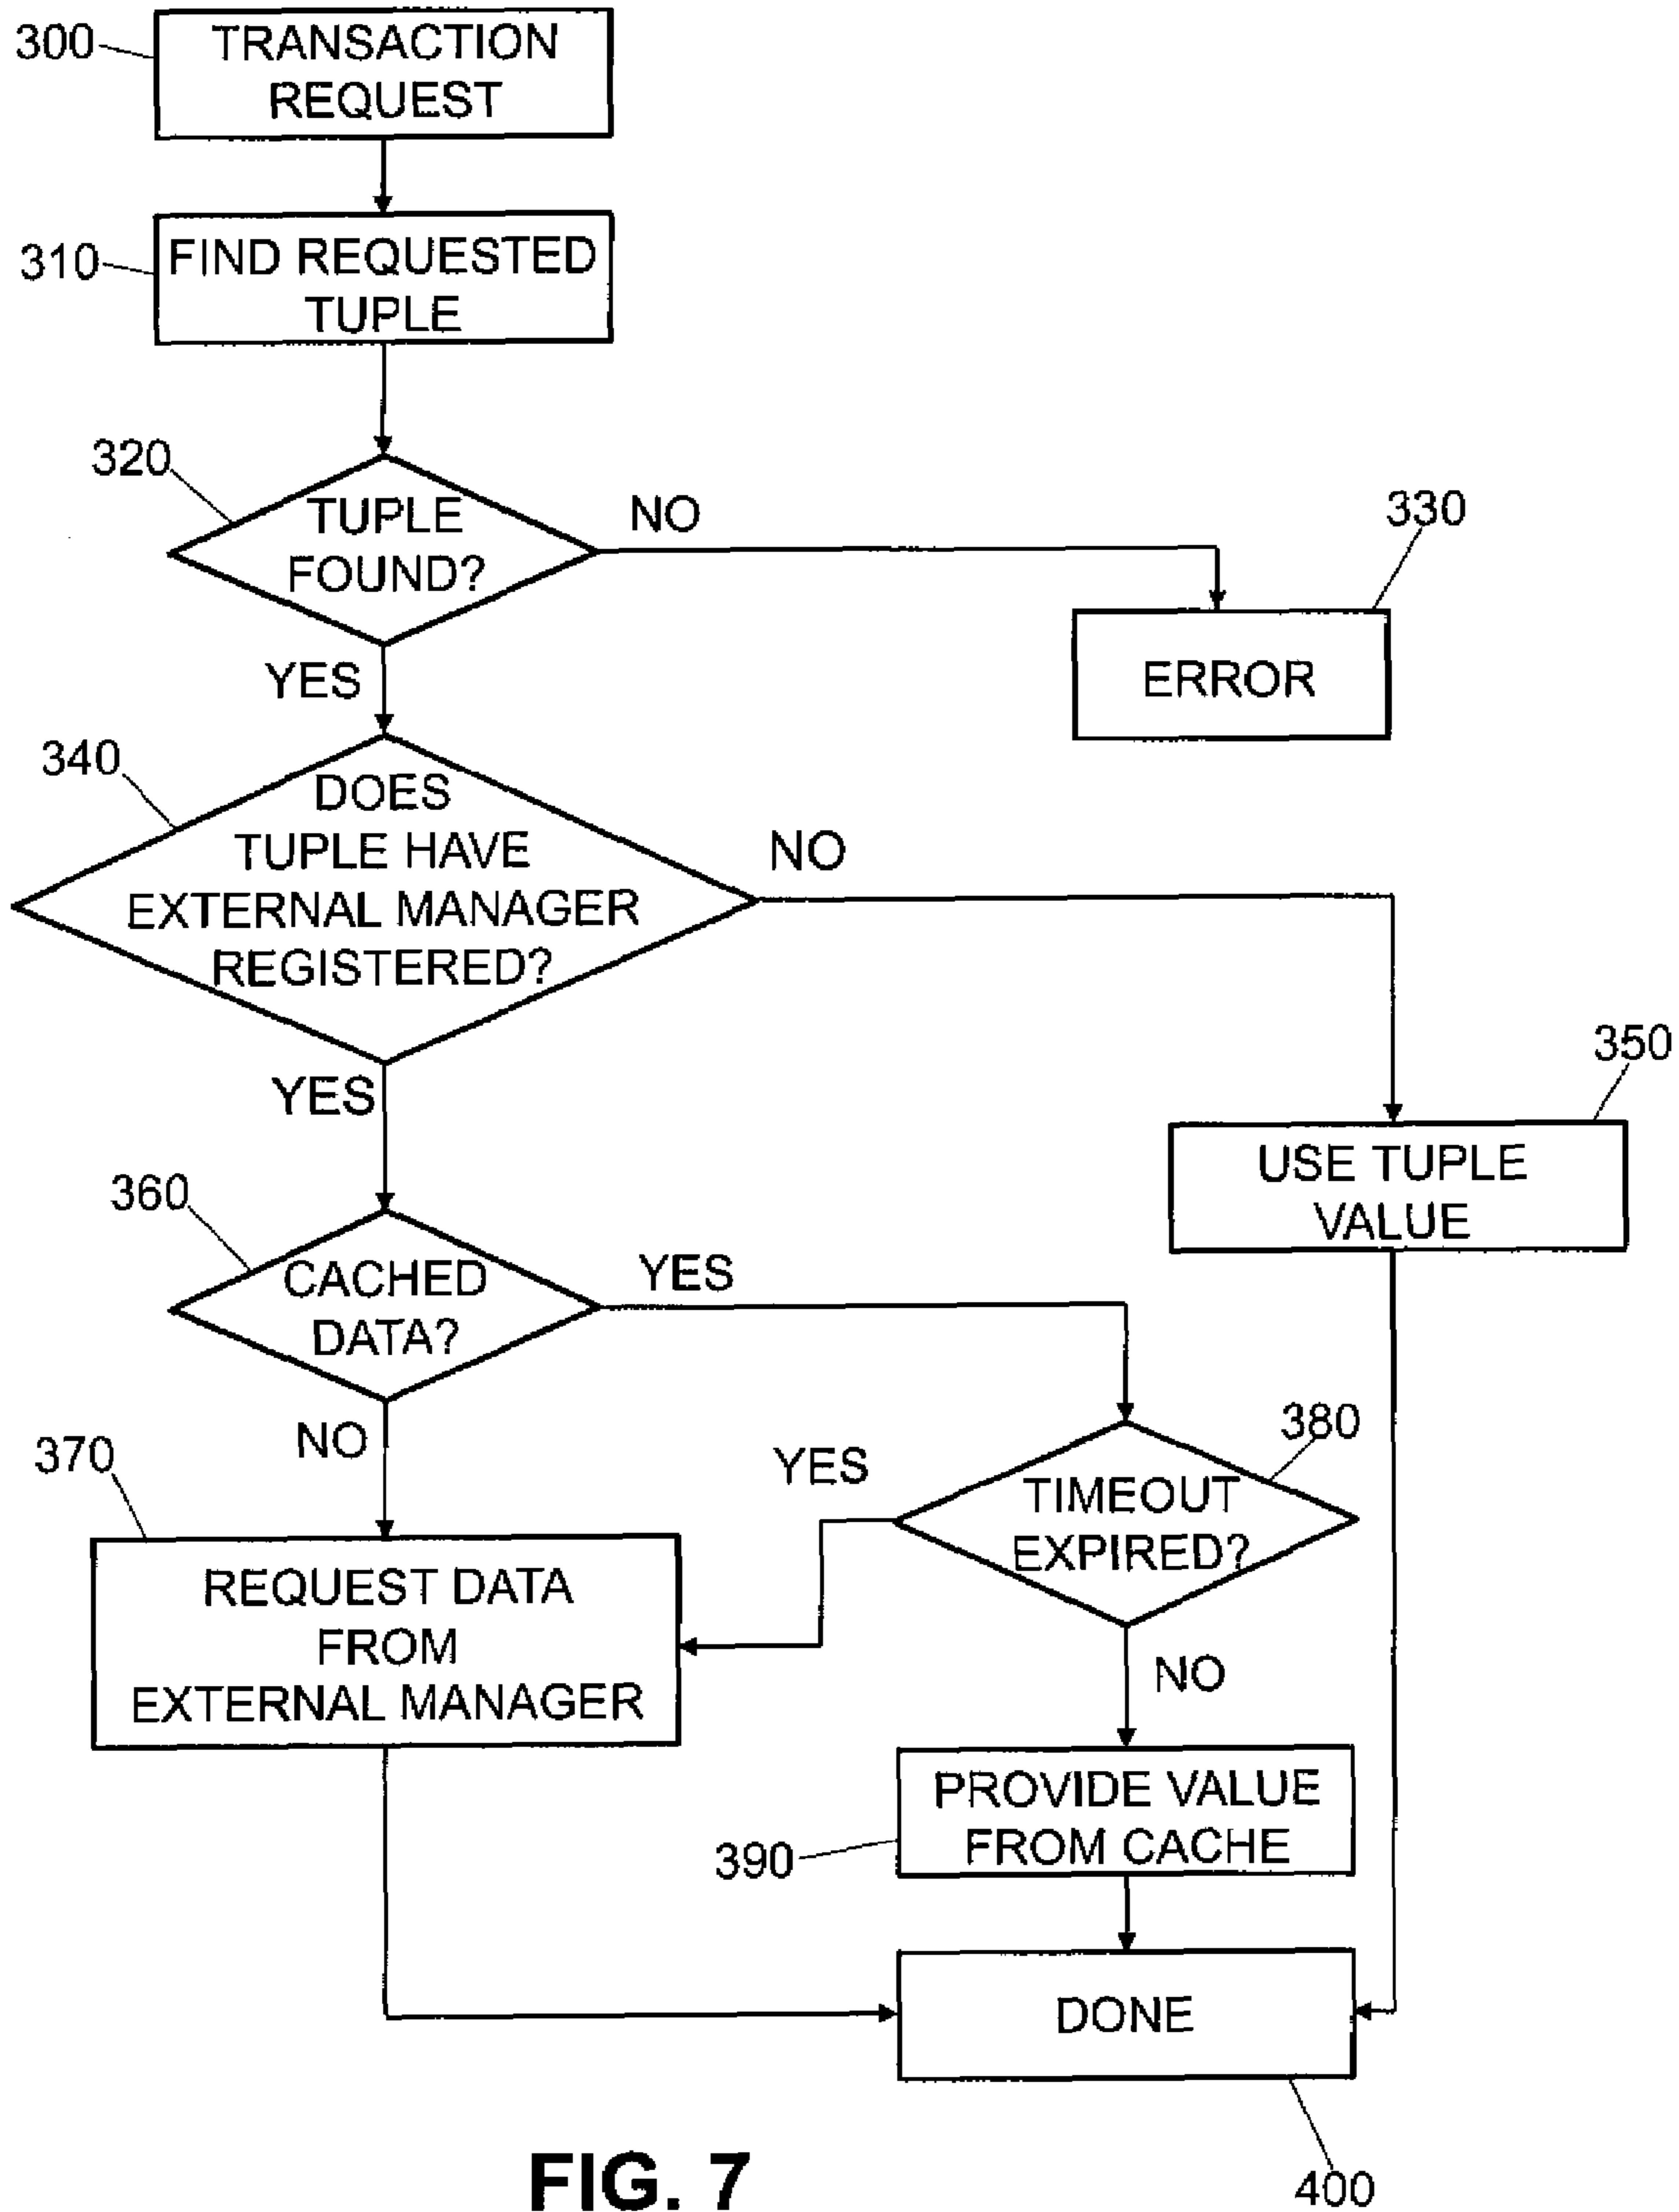 300
TRANSACTION
REQUEST
310
FIND REQUESTED
TUPLE
320
TUPLE
FOUND?
NO
330
ERROR
YES
340
DOES
TUPLE HAVE
EXTERNAL MANAGER
REGISTERED?
NO
350
USE TUPLE
VALUE
YES
360
CACHED
DATA?
YES
NO
370
REQUEST DATA
FROM
EXTERNAL MANAGER
380
YES
TIMEOUT
EXPIRED?
NO
390
PROVIDE VALUE
FROM CACHE
DONE
400
FIG. 7